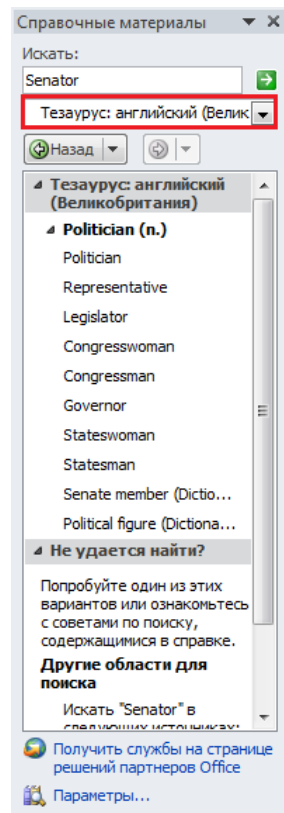 Справочные материалы
Искать:
Senator
Тезаурус: английский (Велик
Назад
Тезаурус: английский
(Великобритания)
Politician (n.)
Politician
Representative
Legislator
Congresswoman
Congressman
Governor
Stateswoman
Statesman
Senate member (Dictio...
Political figure (Dictiona...
Не удается найти?
Попробуйте один из этих
вариантов или ознакомьтесь
с советами по поиску,
содержащимися в справке.
Другие области для
поиска
Искать "Senator" в
следующих источниках:
Получить службы на странице
решений партнеров Office
Параметры...